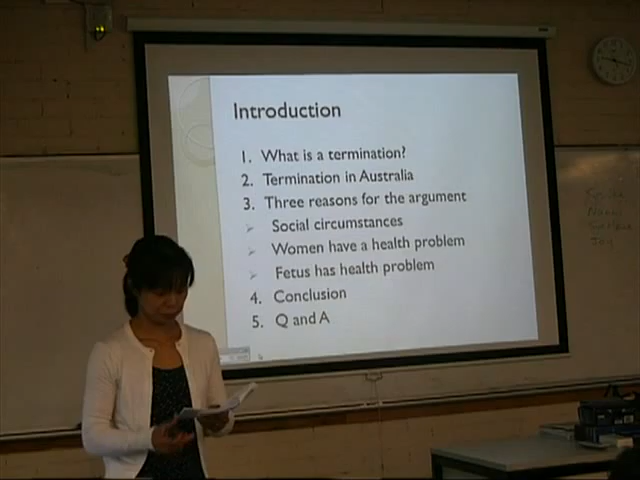 Introduction
1. What is a termination?
2. Termination in Australia
3. Three reasons for the argument
➢ Social circumstances
➢ Women have a health problem
➢ Fetus has health problem
4. Conclusion
5. Q and A